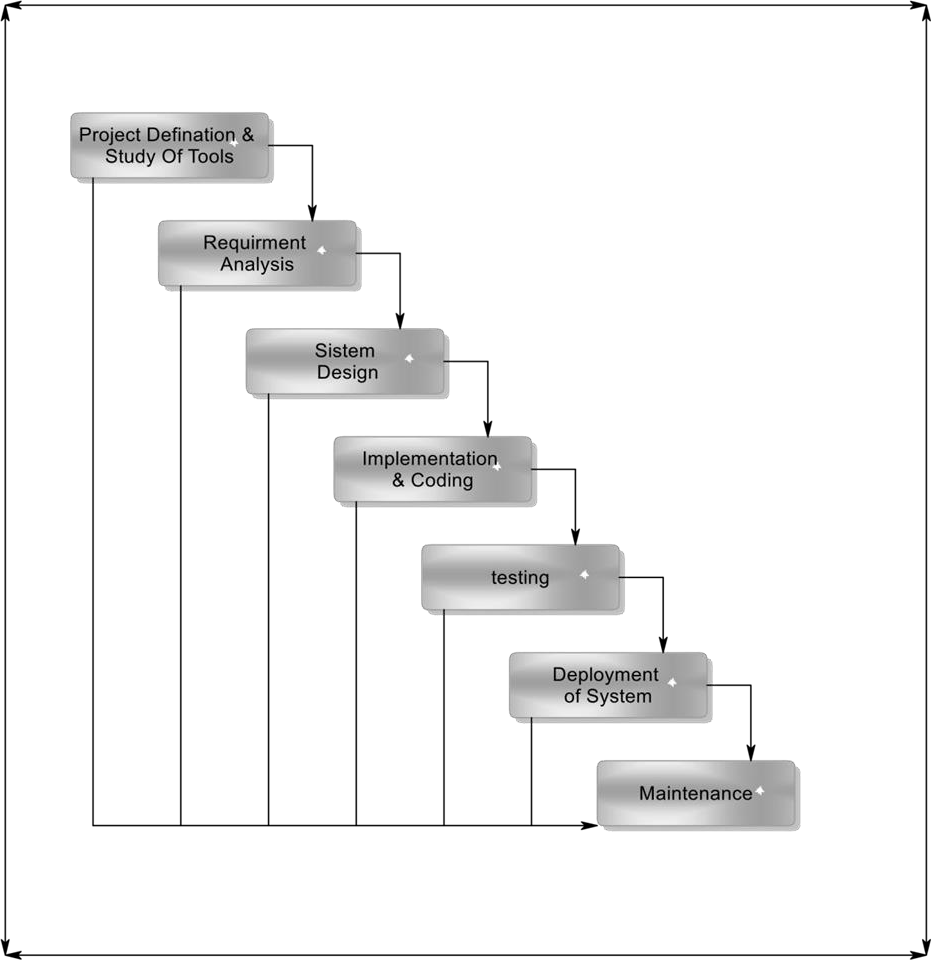 Project Defination &
Study Of Tools
Requirment
Analysis
Sistem
Design
Implementation
& Coding
testing
Deployment
of System
Maintenance